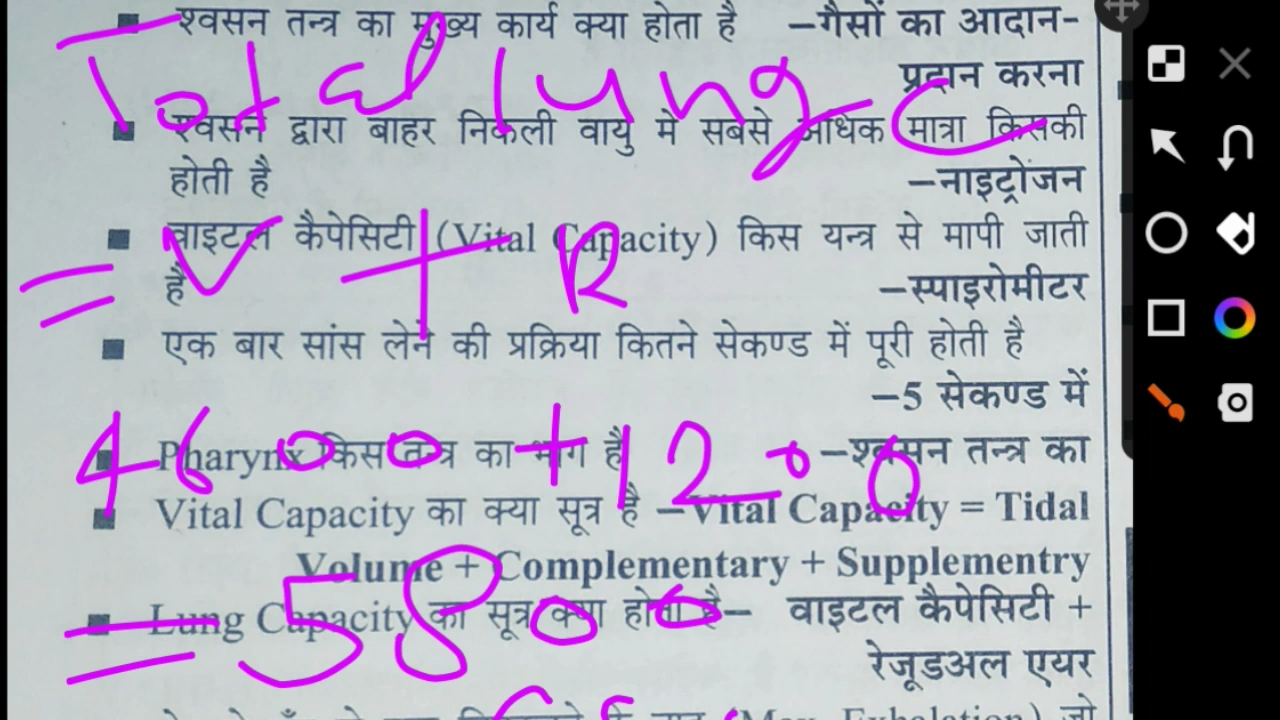 श्वसन तन्त्र का मुख्य कार्य क्या होता है –गैसों का आदान-
प्रदान करना
Total lung C
श्वसन द्वारा बाहर निकली वायु में सबसे अधिक मात्रा किसकी
होती है –नाइट्रोजन
वाइटल कैपेसिटी (Vital Capacity) किस यन्त्र से मापी जाती
= V + R
है –स्पाइरोमीटर
एक बार सांस लेने की प्रक्रिया कितने सेकण्ड में पूरी होती है
–5 सेकण्ड में
4600 + 1200
Pharynx किस तन्त्र का भाग है –श्वसन तन्त्र का
Vital Capacity का क्या सूत्र है –Vital Capacity = Tidal
Volume + Complementary + Supplementry
= 5800
Lung Capacity का सूत्र क्या होता है– वाइटल कैपेसिटी +
रेजूडअल एयर